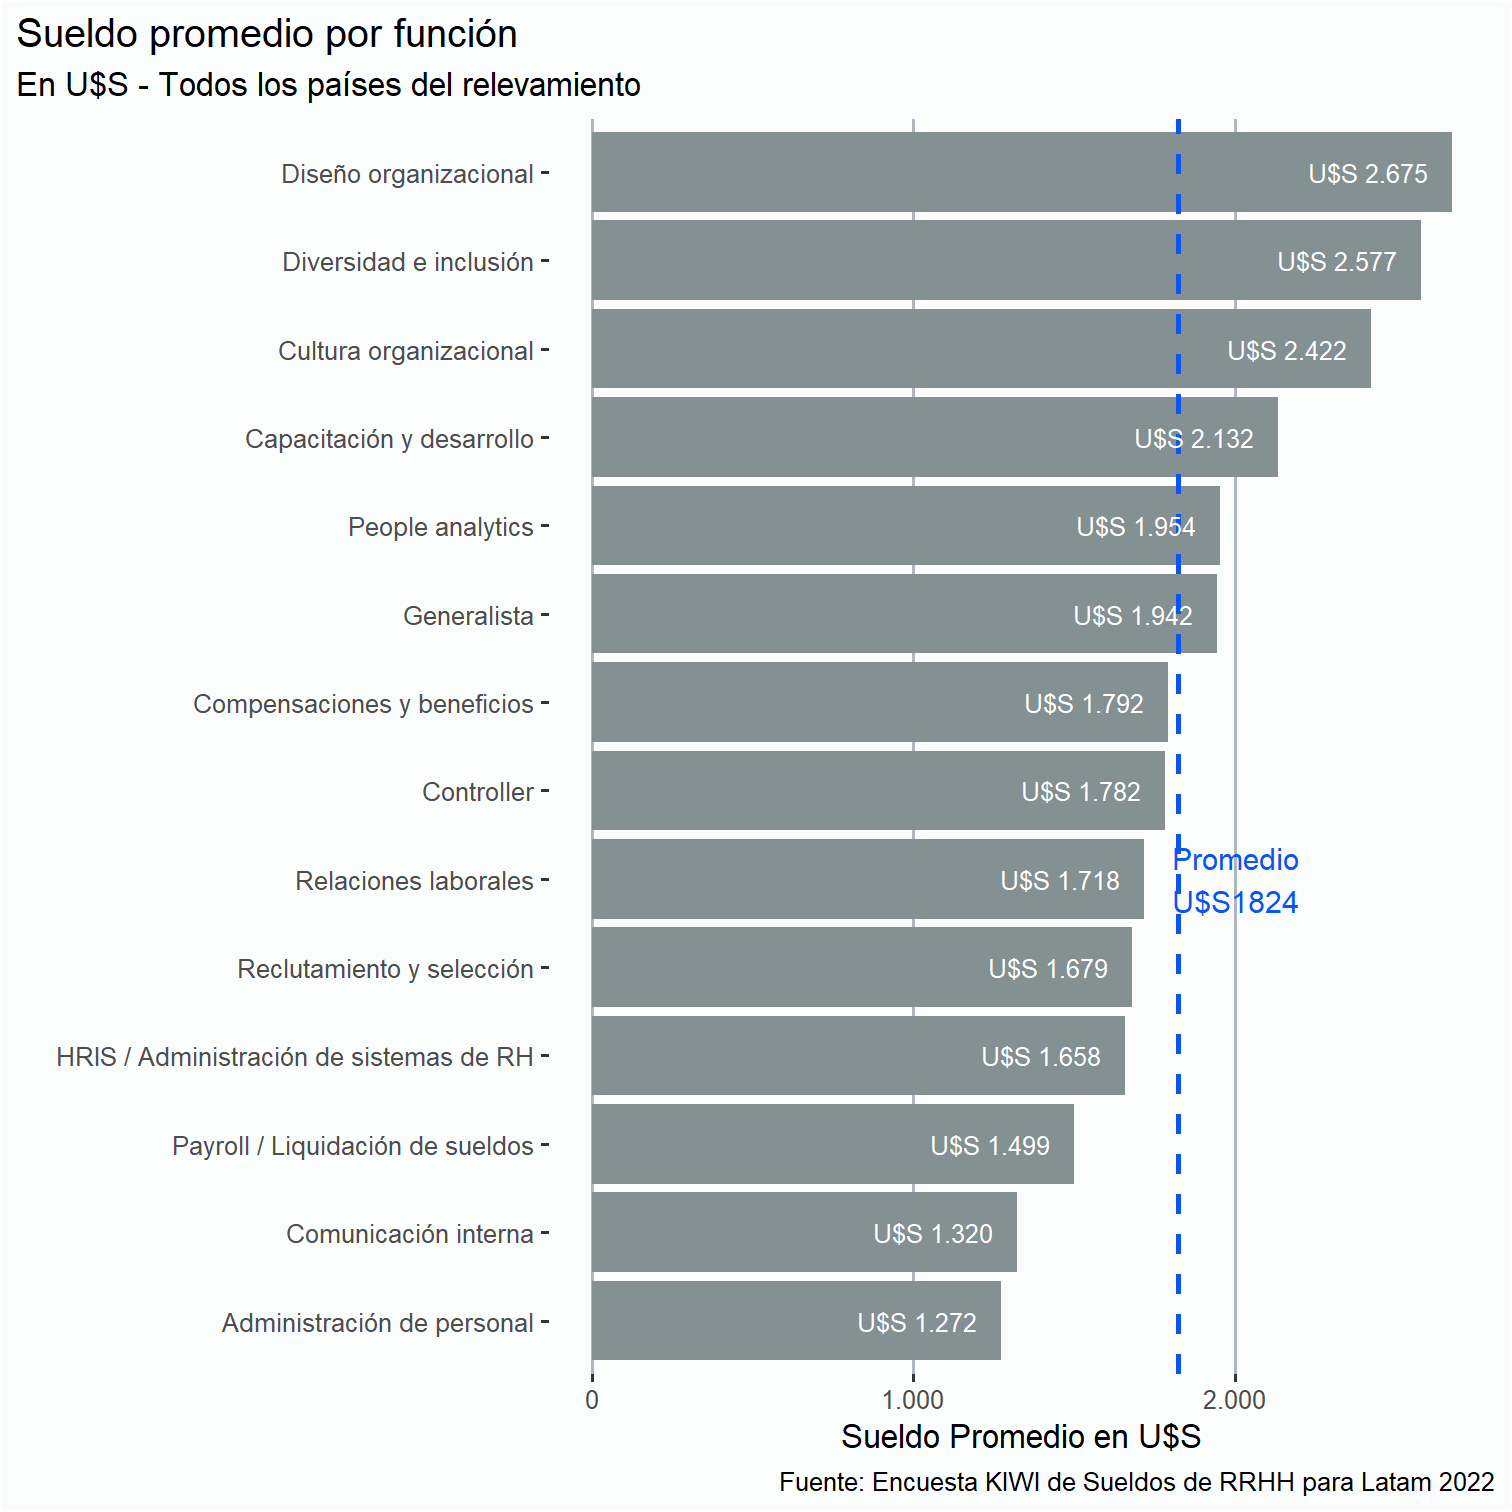 Sueldo promedio por función
En U$S - Todos los países del relevamiento
Diseño organizacional
U$S 2.675
Diversidad e inclusión
U$S 2.577
Cultura organizacional
U$S 2.422
Capacitación y desarrollo
U$S 2.132
People analytics
U$S 1.954
Generalista
U$S 1.942
Compensaciones y beneficios
U$S 1.792
Controller
U$S 1.782
Relaciones laborales
U$S 1.718
Promedio
U$S1824
Reclutamiento y selección
U$S 1.679
HRIS / Administración de sistemas de RH
U$S 1.658
Payroll / Liquidación de sueldos
U$S 1.499
Comunicación interna
U$S 1.320
Administración de personal
U$S 1.272
0 1.000 2.000
Sueldo Promedio en U$S
Fuente: Encuesta KIWI de Sueldos de RRHH para Latam 2022